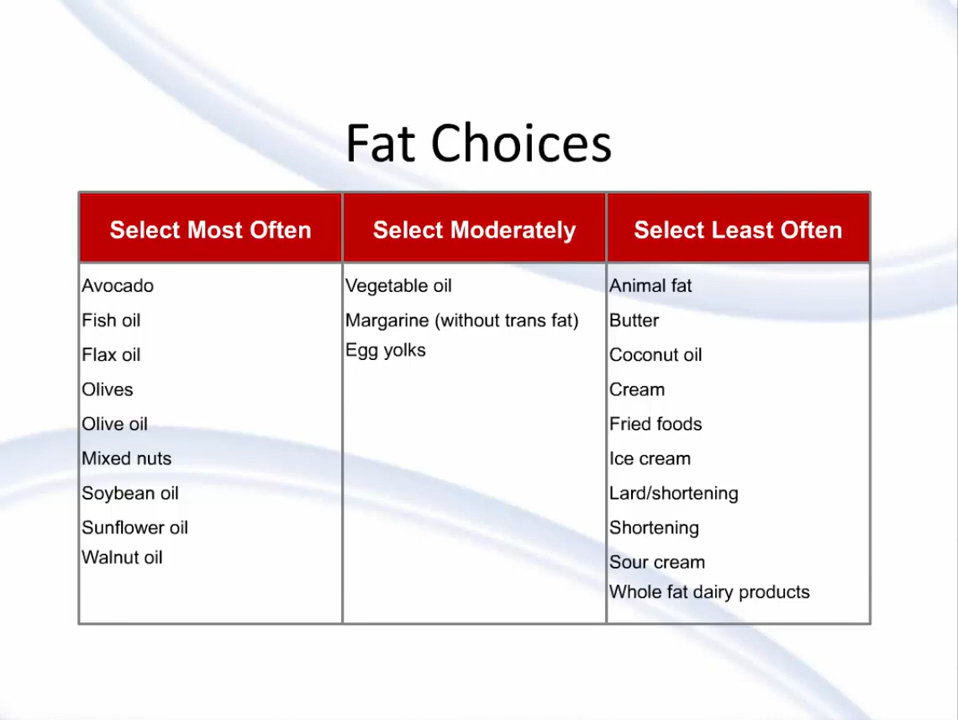 Fat Choices
Select Most Often
Select Moderately
Select Least Often
Avocado
Fish oil
Flax oil
Olives
Olive oil
Mixed nuts
Soybean oil
Sunflower oil
Walnut oil
Vegetable oil
Margarine (without trans fat)
Egg yolks
Animal fat
Butter
Coconut oil
Cream
Fried foods
Ice cream
Lard/shortening
Shortening
Sour cream
Whole fat dairy products